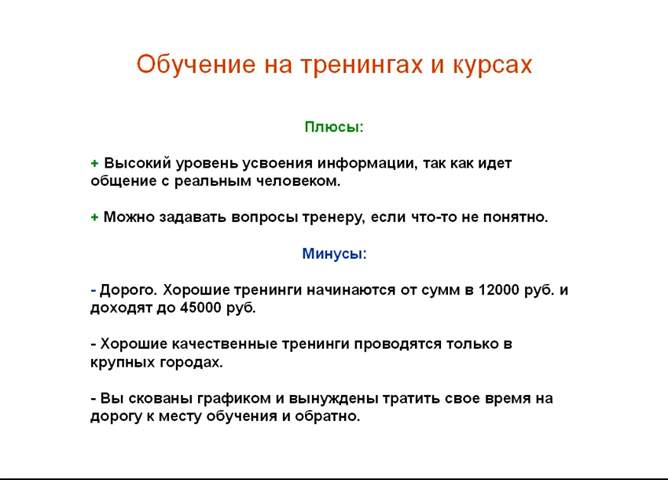 Обучение на тренингах и курсах
Плюсы:
+ Высокий уровень усвоения информации, так как идет
общение с реальным человеком.
+ Можно задавать вопросы тренеру, если что-то не понятно.
Минусы:
- Дорого. Хорошие тренинги начинаются от сумм в 12000 руб. и
доходят до 45000 руб.
- Хорошие качественные тренинги проводятся только в
крупных городах.
- Вы скованы графиком и вынуждены тратить свое время на
дорогу к месту обучения и обратно.